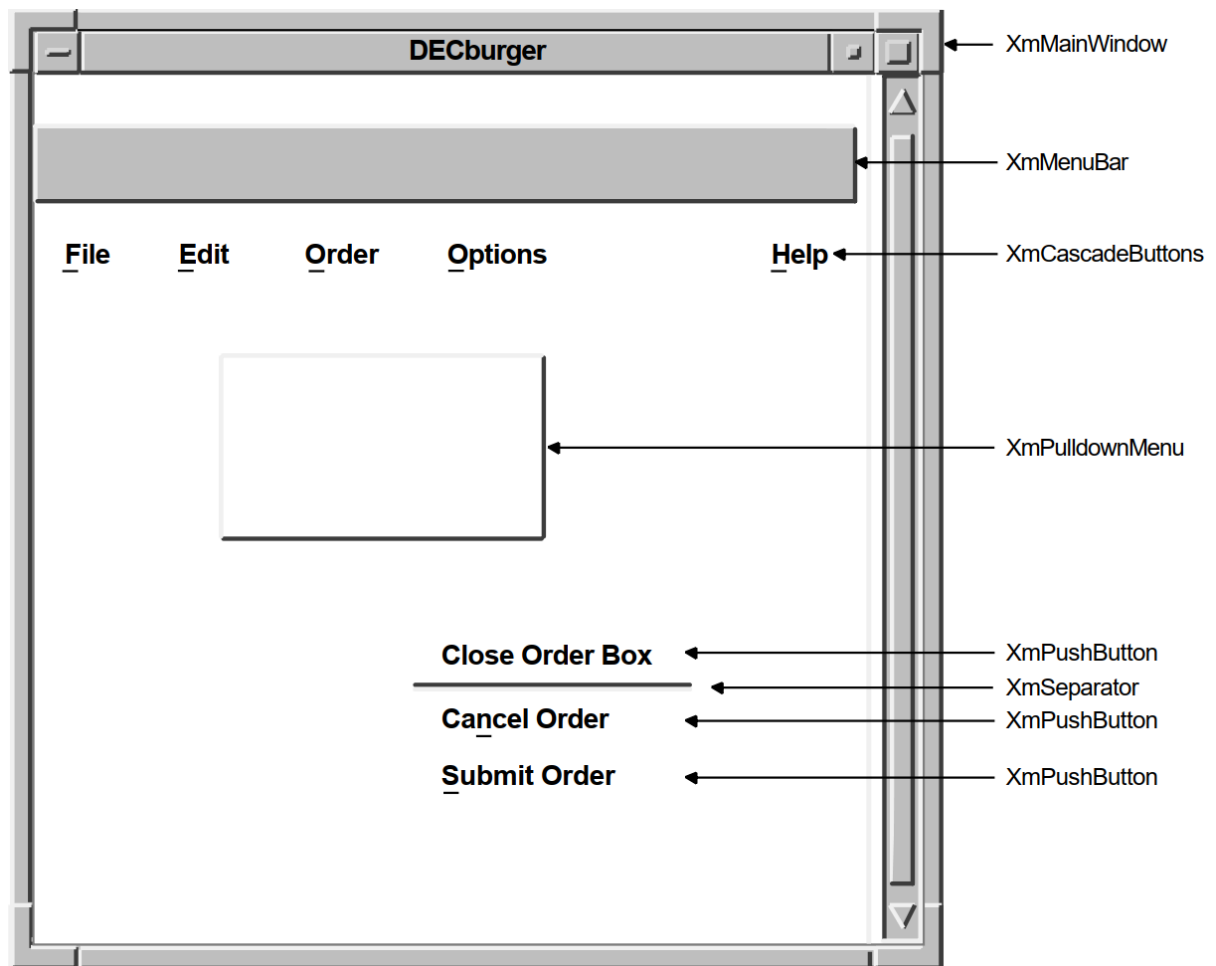 DECburger
XmMainWindow
XmMenuBar
File Edit Order Options Help
XmCascadeButtons
XmPulldownMenu
Close Order Box
XmPushButton
XmSeparator
Cancel Order
XmPushButton
Submit Order
XmPushButton